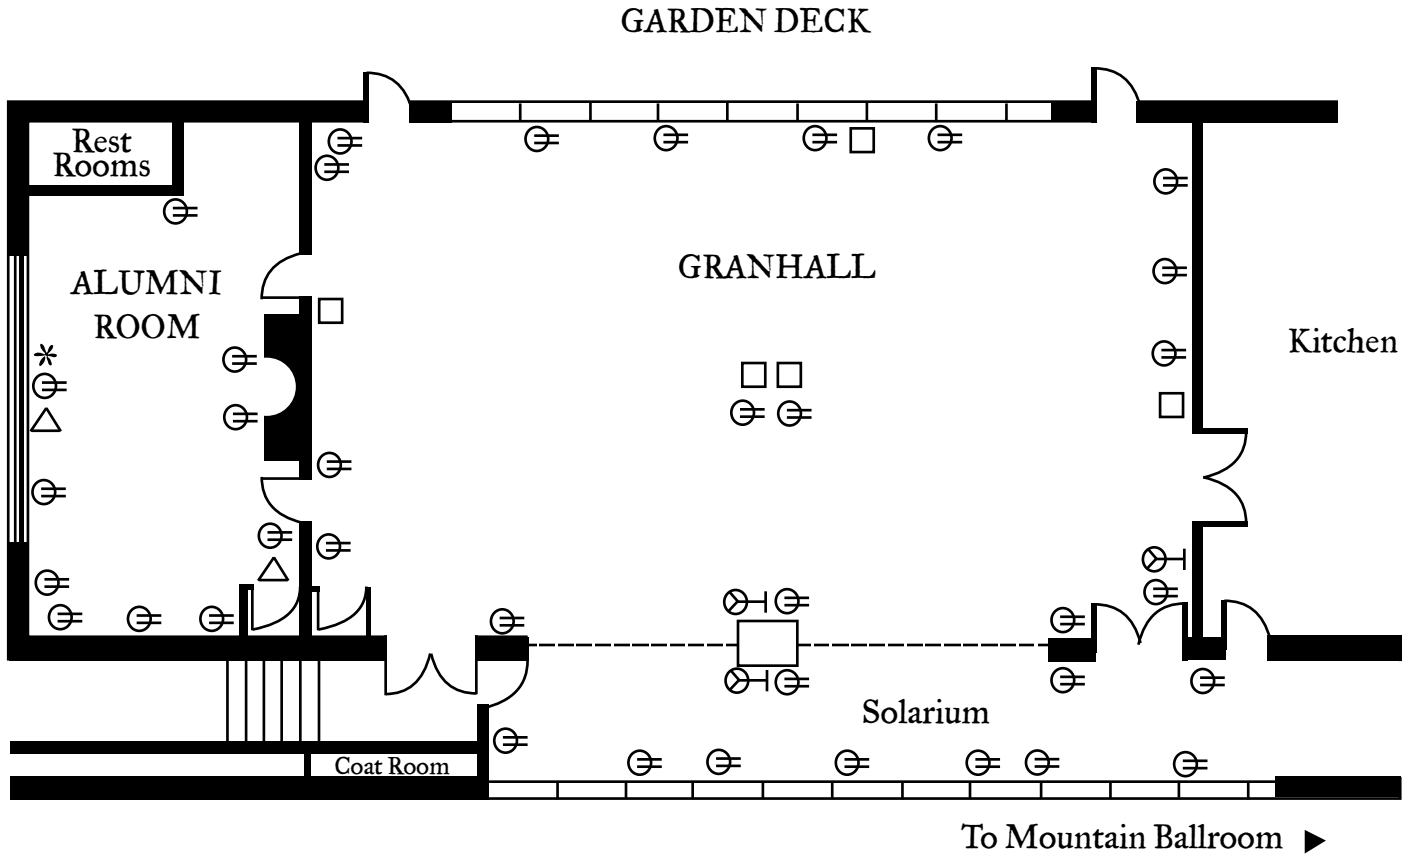 GARDEN DECK
Rest
Rooms
ALUMNI
ROOM
GRANHALL
Kitchen
Solarium
Coat Room
To Mountain Ballroom